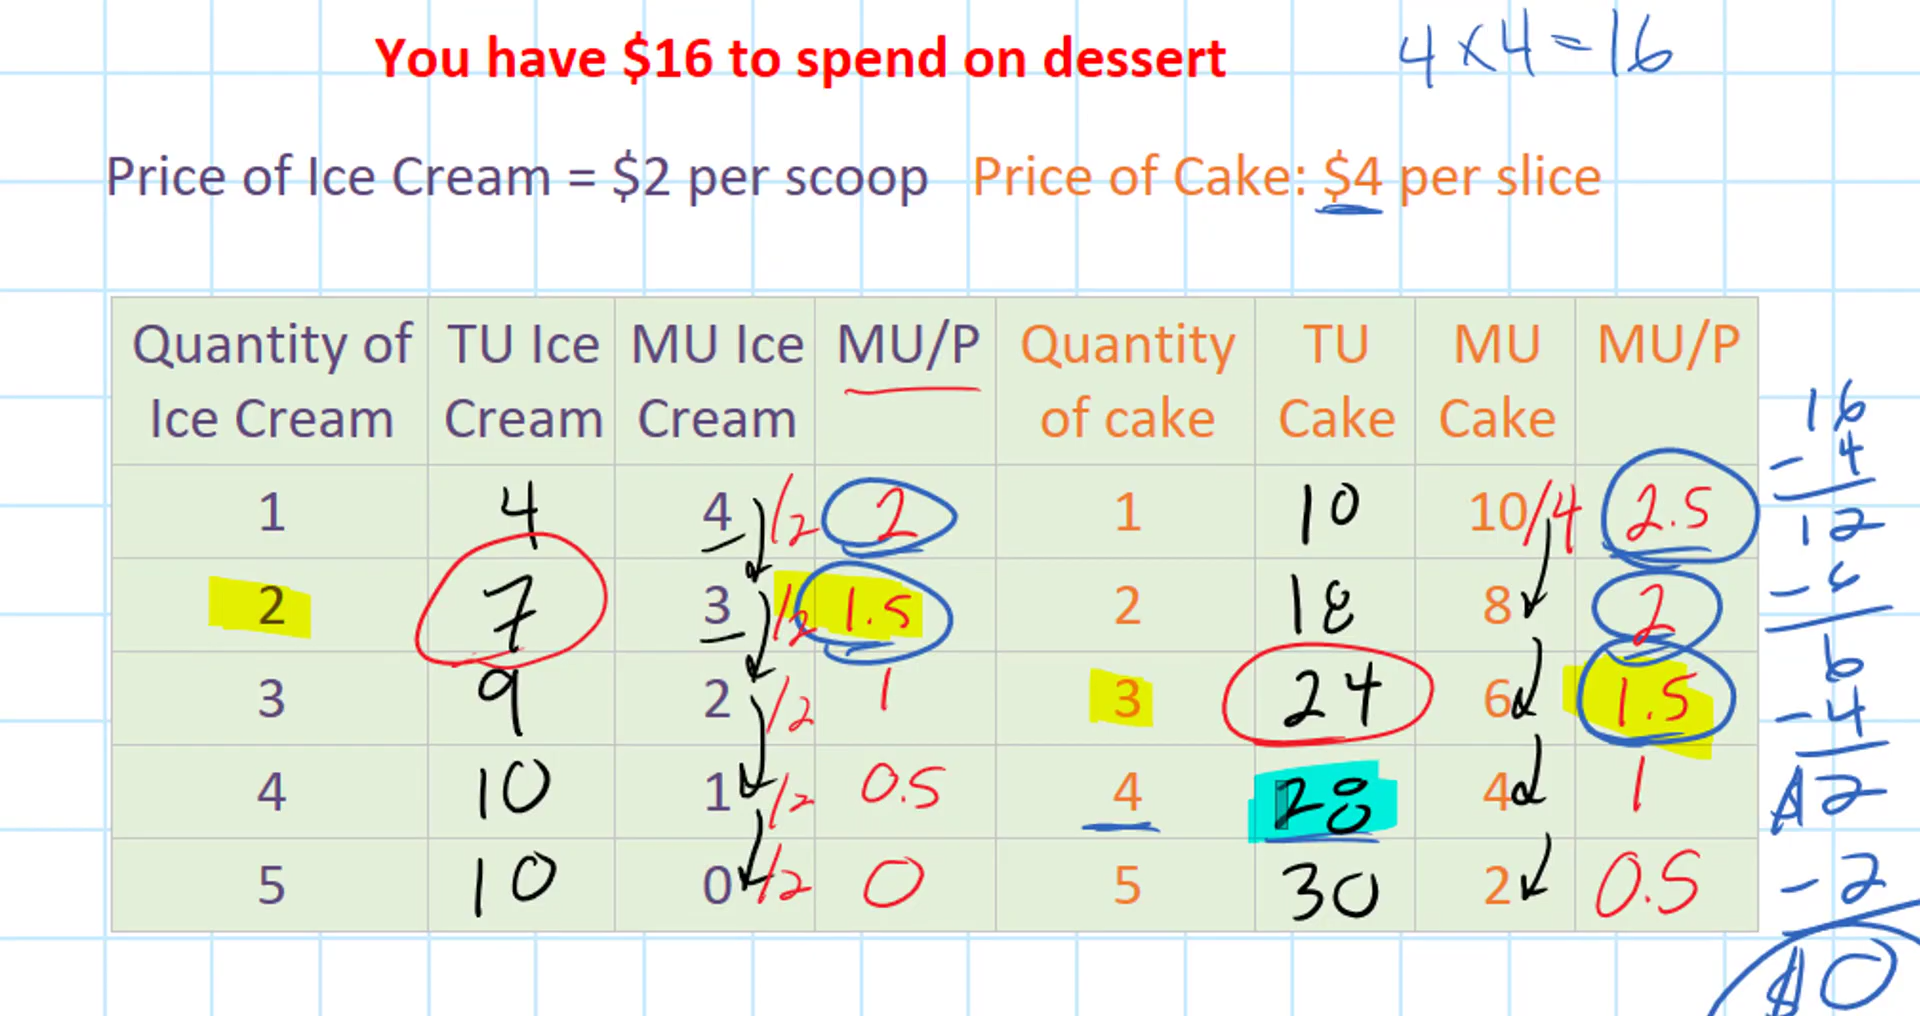 You have $16 to spend on dessert
4 × 4 = 16
Price of Ice Cream = $2 per scoop Price of Cake: $4 per slice
Quantity of Ice Cream TU Ice Cream MU Ice Cream MU/P Quantity of cake TU Cake MU Cake MU/P
1 4 4 /2 2 1 10 10 /4 2.5
2 7 3 /2 1.5 2 18 8 2
3 9 2 /2 1 3 24 6 1.5
4 10 1 /2 0.5 4 28 4 1
5 10 0 /2 0 5 30 2 0.5
16
- 4
12
6
- 4
2
- 2
$0